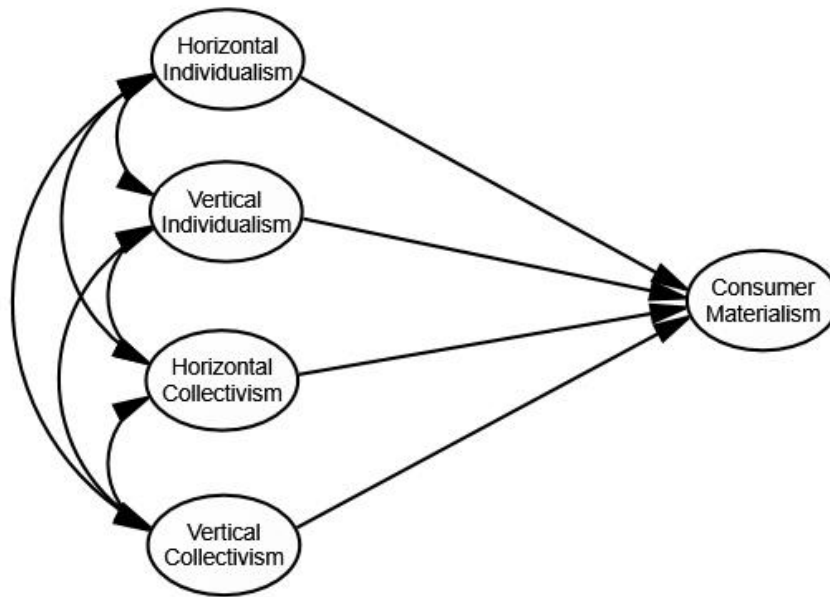 Horizontal
Individualism
Vertical
Individualism
Consumer
Materialism
Horizontal
Collectivism
Vertical
Collectivism